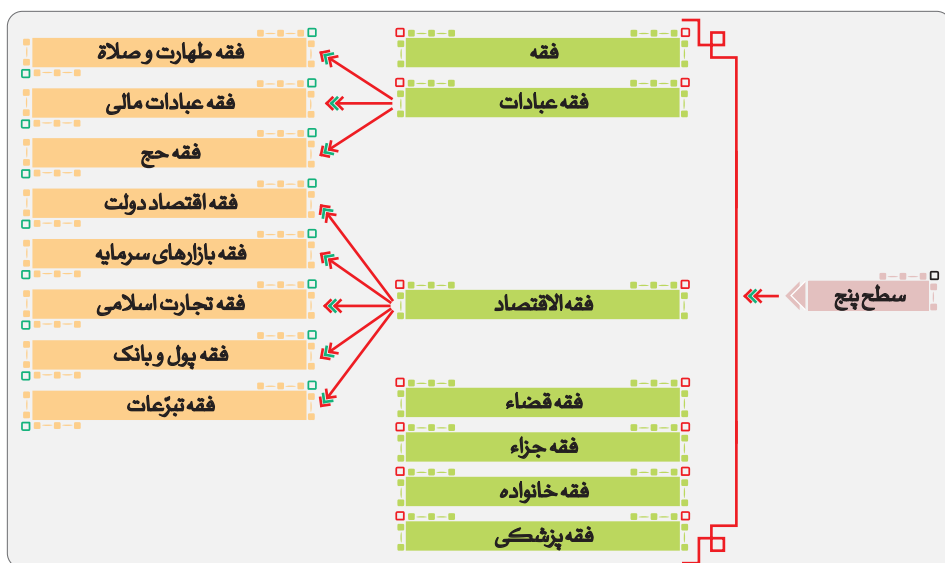 سطح پنج
فقه
فقه عبادات
فقه الاقتصاد
فقه قضاء
فقه جزاء
فقه خانواده
فقه پزشکی
فقه طهارت و صلاة
فقه عبادات مالی
فقه حج
فقه اقتصاد دولت
فقه بازارهای سرمایه
فقه تجارت اسلامی
فقه پول و بانک
فقه تبرّعات